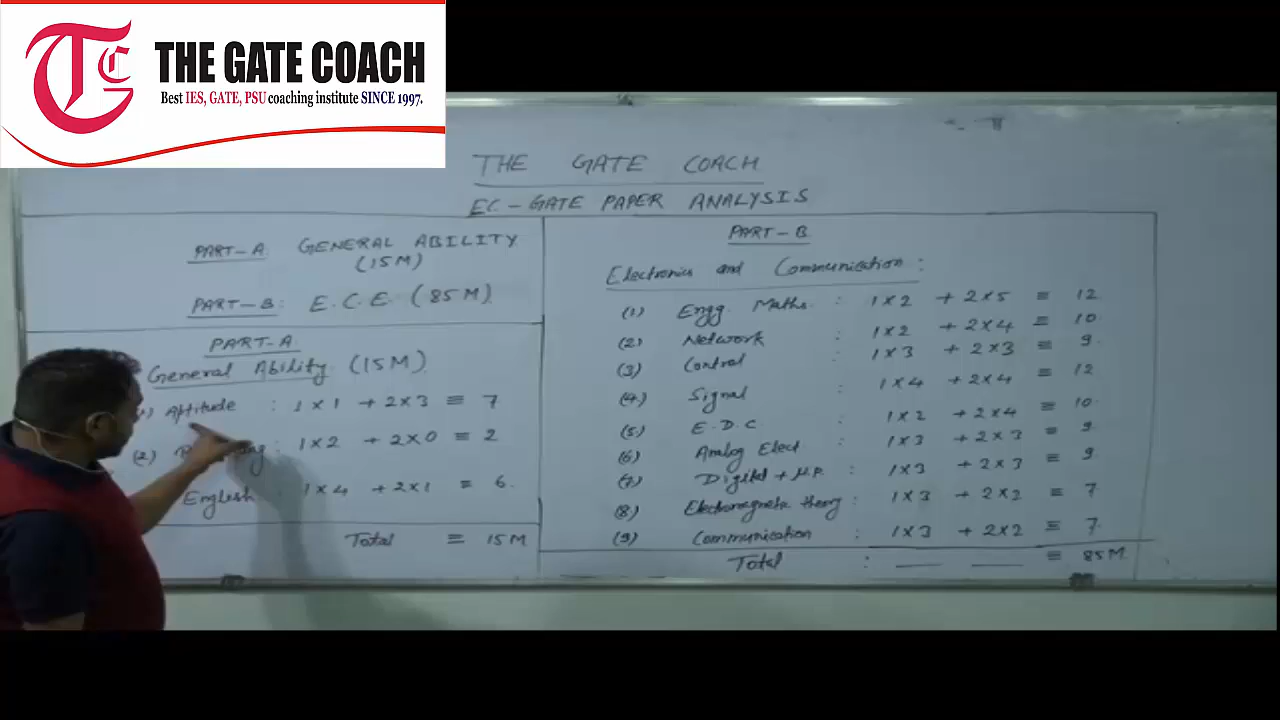 THE GATE COACH
Best IES, GATE, PSU coaching institute SINCE 1997.
THE GATE COACH
EC-GATE PAPER ANALYSIS
PART-A GENERAL ABILITY
(15M)
PART-B: E.C.E. (85M)
PART-A
General Ability (15M)
Aptitude : 1×1 + 2×3 ≡ 7
(2) : 1×2 + 2×0 ≡ 2
English : 1×4 + 2×1 ≡ 6.
Total ≡ 15M
PART-B
Electronics and Communication:
(1) Engg. Maths. : 1×2 + 2×5 ≡ 12
(2) Network : 1×2 + 2×4 ≡ 10.
(3) Control : 1×3 + 2×3 ≡ 9.
(4) Signal : 1×4 + 2×4 ≡ 12
(5) E.D.C : 1×2 + 2×4 ≡ 10.
(6) Analog Elect : 1×3 + 2×3 ≡ 9.
(7) Digital + M.P. : 1×3 + 2×3 ≡ 9
(8) Electromagnetic theory : 1×3 + 2×2 ≡ 7
(9) Communication : 1×3 + 2×2 ≡ 7.
Total : — — ≡ 85M